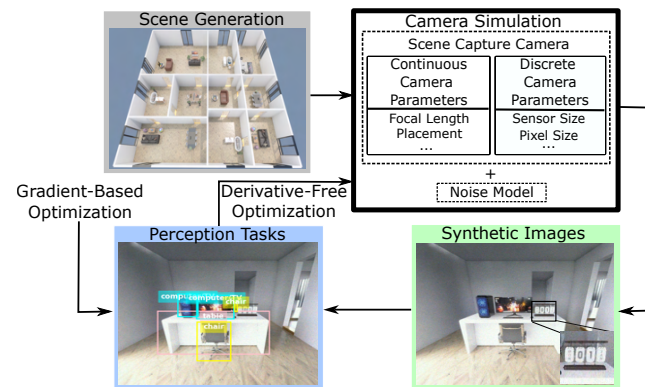 Scene Generation
Camera Simulation
Scene Capture Camera
Continuous
Camera
Parameters
Focal Length
Placement
...
Discrete
Camera
Parameters
Sensor Size
Pixel Size
...
+
Noise Model
Gradient-Based
Optimization
Derivative-Free
Optimization
Perception Tasks
chair
table
chair
Synthetic Images